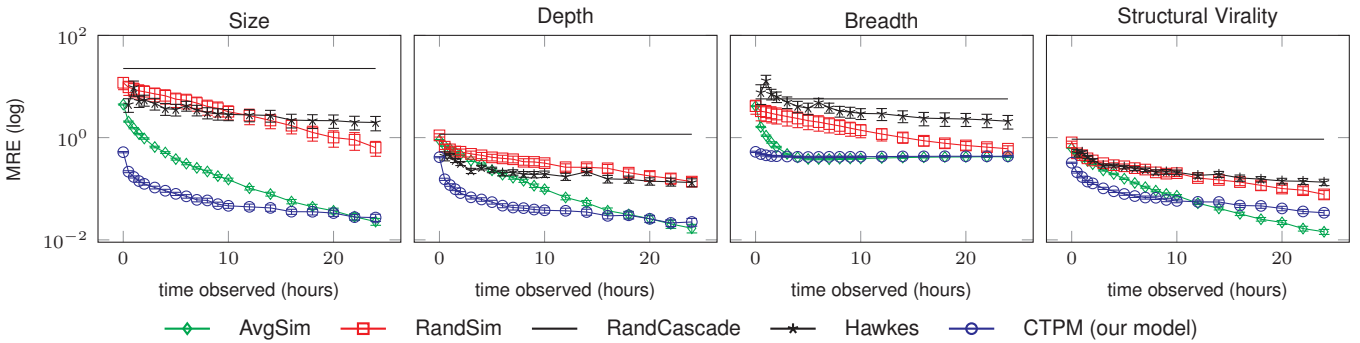 Size Depth Breadth Structural Virality
MRE (log)
10^2
10^0
10^-2
0 10 20 0 10 20 0 10 20 0 10 20
time observed (hours) time observed (hours) time observed (hours) time observed (hours)
AvgSim RandSim RandCascade Hawkes CTPM (our model)